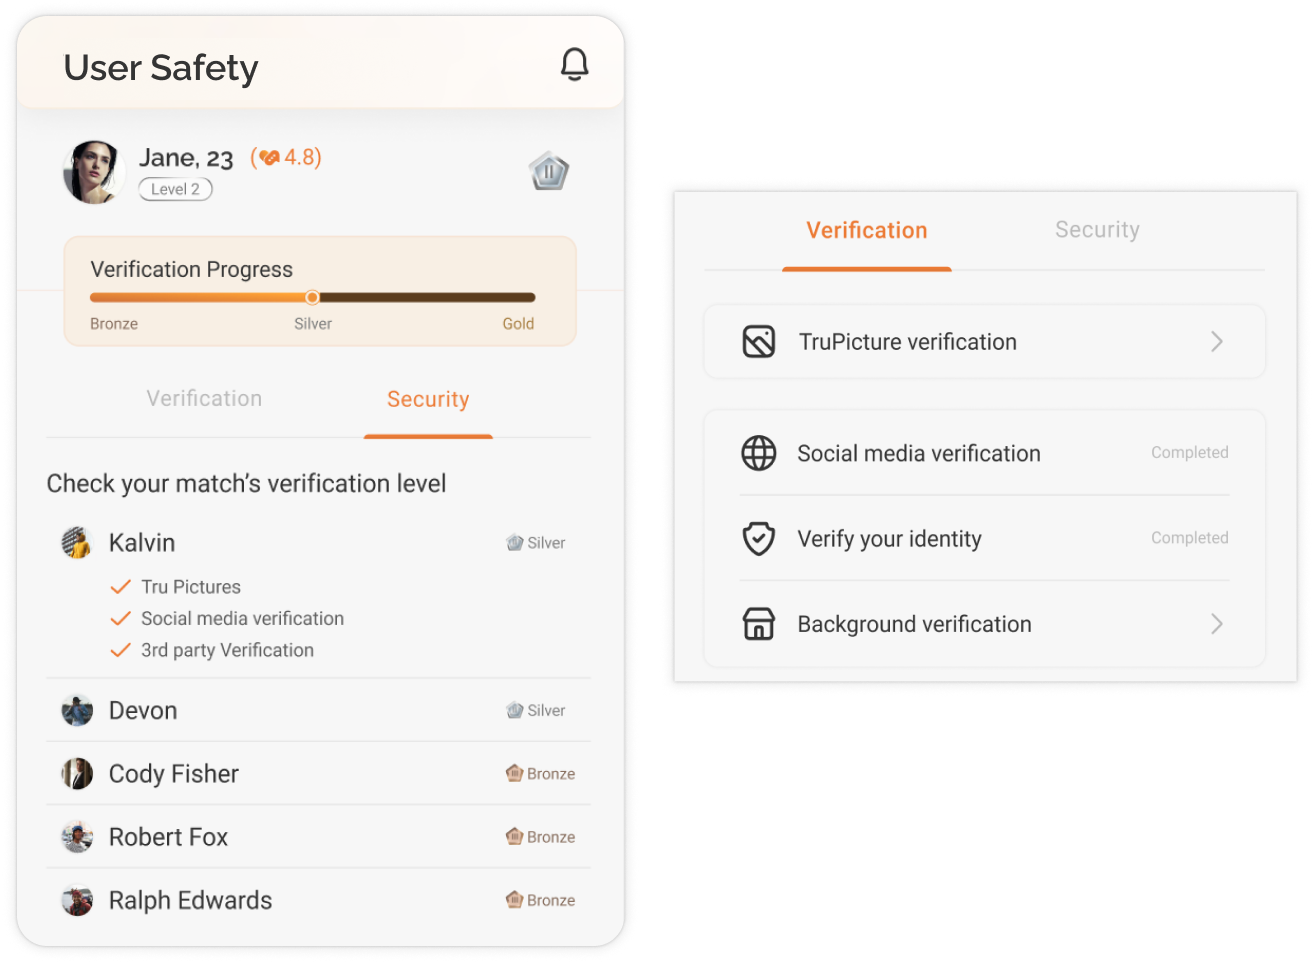 User Safety
Jane, 23 (4.8)
Level 2
II
Verification Progress
Bronze Silver Gold
Verification Security
Check your match’s verification level
Kalvin Silver
Tru Pictures
Social media verification
3rd party Verification
Devon Silver
Cody Fisher Bronze
Robert Fox Bronze
Ralph Edwards Bronze
Verification Security
TruPicture verification
Social media verification Completed
Verify your identity Completed
Background verification